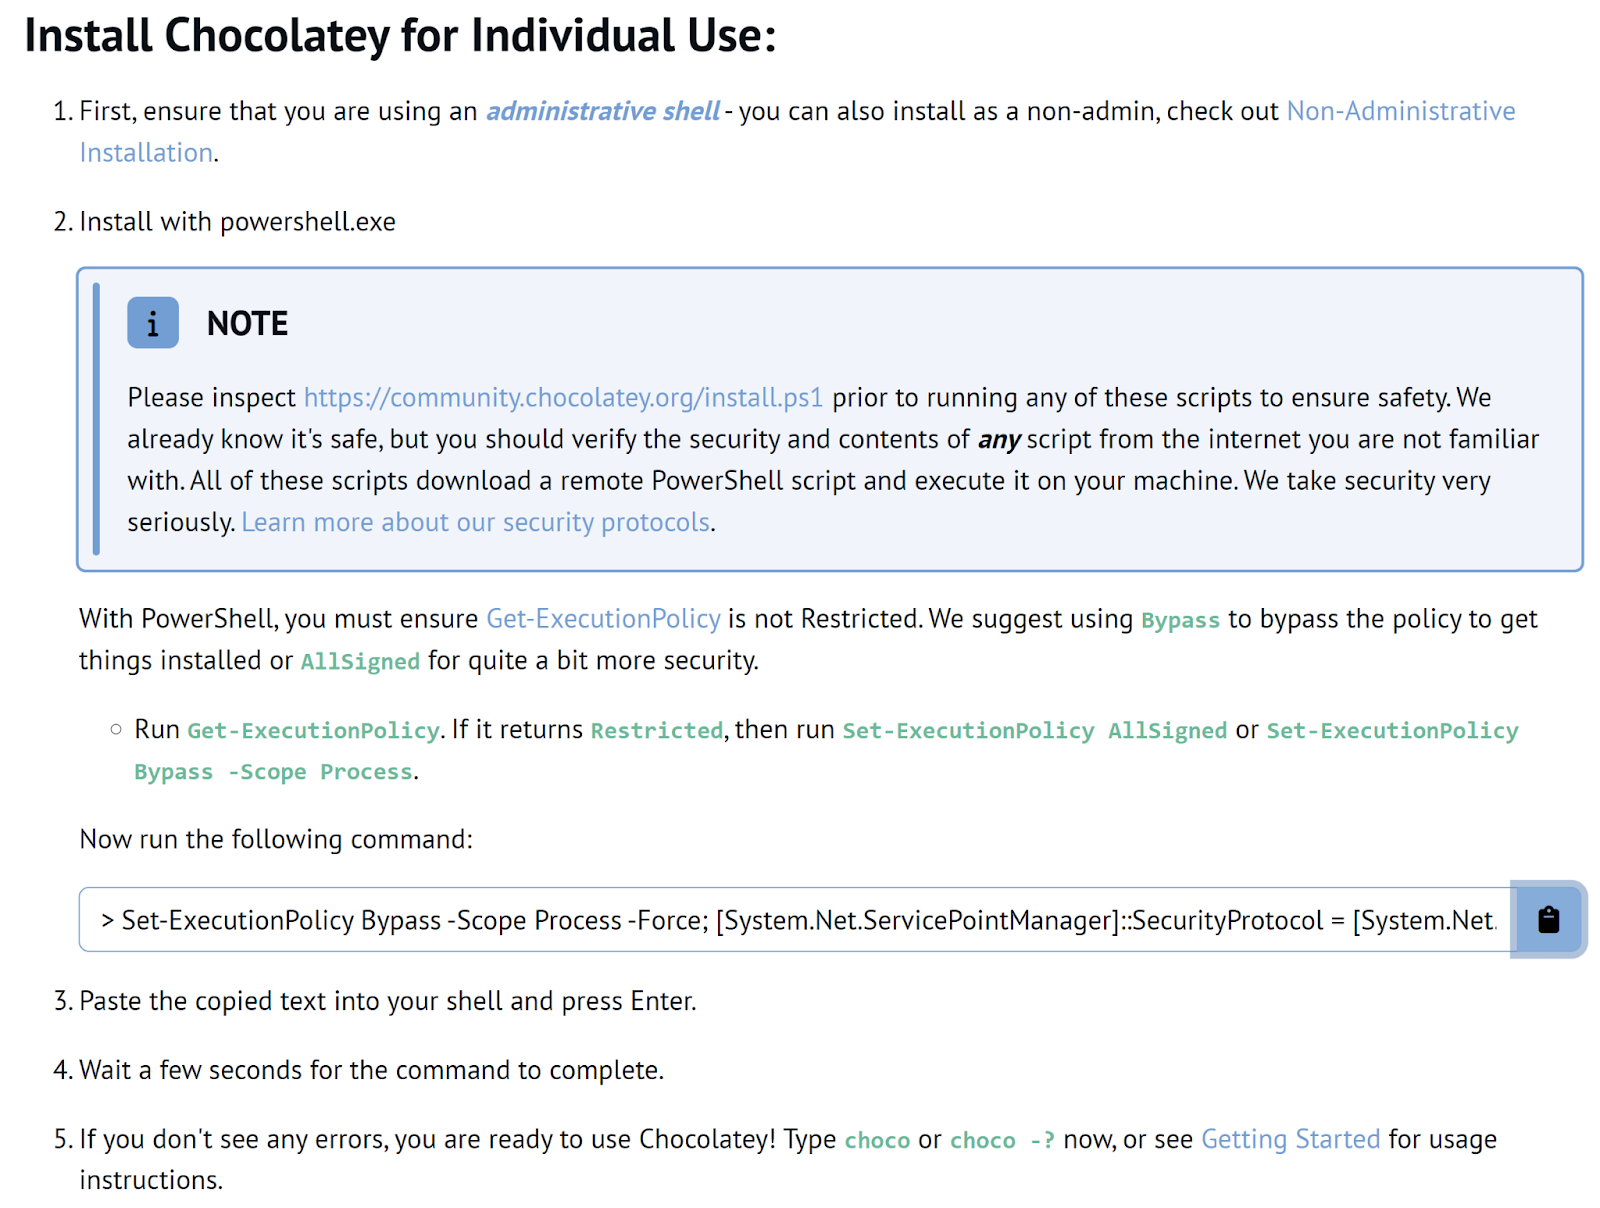 Install Chocolatey for Individual Use:
1. First, ensure that you are using an administrative shell - you can also install as a non-admin, check out Non-Administrative
Installation.
2. Install with powershell.exe
i NOTE
Please inspect https://community.chocolatey.org/install.ps1 prior to running any of these scripts to ensure safety. We
already know it's safe, but you should verify the security and contents of any script from the internet you are not familiar
with. All of these scripts download a remote PowerShell script and execute it on your machine. We take security very
seriously. Learn more about our security protocols.
With PowerShell, you must ensure Get-ExecutionPolicy is not Restricted. We suggest using Bypass to bypass the policy to get
things installed or AllSigned for quite a bit more security.
○ Run Get-ExecutionPolicy. If it returns Restricted, then run Set-ExecutionPolicy AllSigned or Set-ExecutionPolicy
Bypass -Scope Process.
Now run the following command:
> Set-ExecutionPolicy Bypass -Scope Process -Force; [System.Net.ServicePointManager]::SecurityProtocol = [System.Net.
3. Paste the copied text into your shell and press Enter.
4. Wait a few seconds for the command to complete.
5. If you don't see any errors, you are ready to use Chocolatey! Type choco or choco -? now, or see Getting Started for usage
instructions.